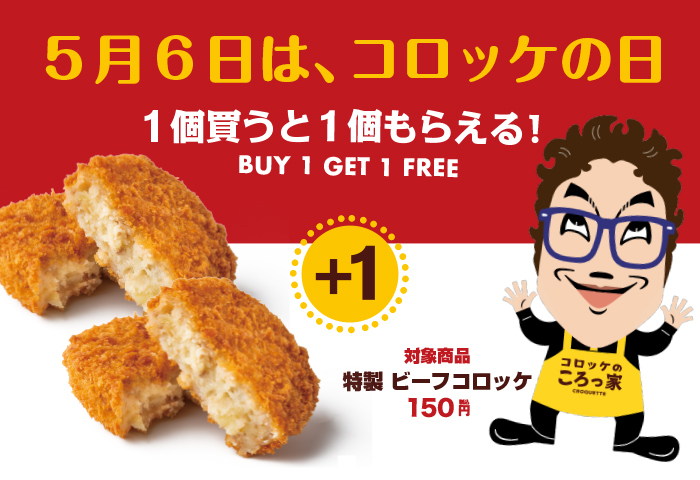 5月6日は、コロッケの日
1個買うと1個もらえる!
BUY 1 GET 1 FREE
+1
対象商品
特製 ビーフコロッケ
150円
コロッケの
ころっ家
CROQUETTE